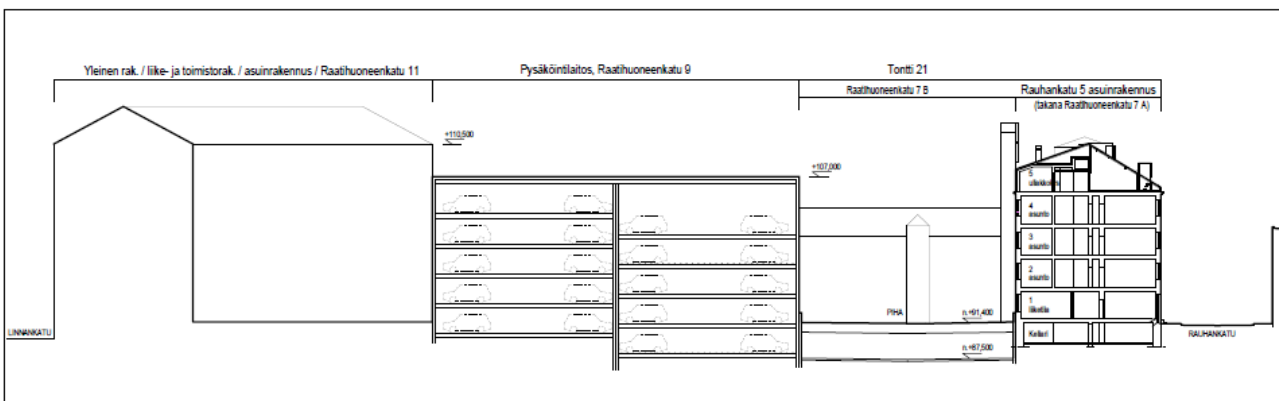 Yleinen rak. / liike- ja toimistorak. / asuinrakennus / Raatihuoneenkatu 11
Pysäköintilaitos, Raatihuoneenkatu 9
Tontti 21
Raatihuoneenkatu 7 B
Rauhankatu 5 asuinrakennus
(takana Raatihuoneenkatu 7 A)
+110,500
+107,000
5
ullakko
4
asunto
3
asunto
2
asunto
1
liiketila
Kellari
PIHA
n.+91,400
n.+87,500
LINNANKATU
RAUHANKATU